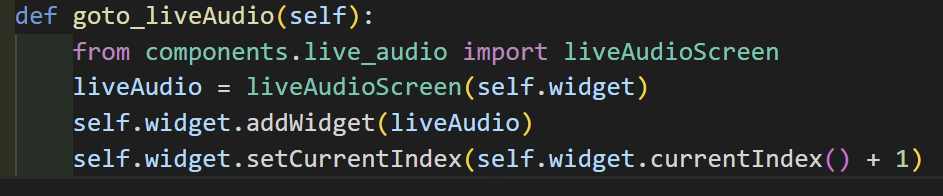 def goto_liveAudio(self):
    from components.live_audio import liveAudioScreen
    liveAudio = liveAudioScreen(self.widget)
    self.widget.addWidget(liveAudio)
    self.widget.setCurrentIndex(self.widget.currentIndex() + 1)